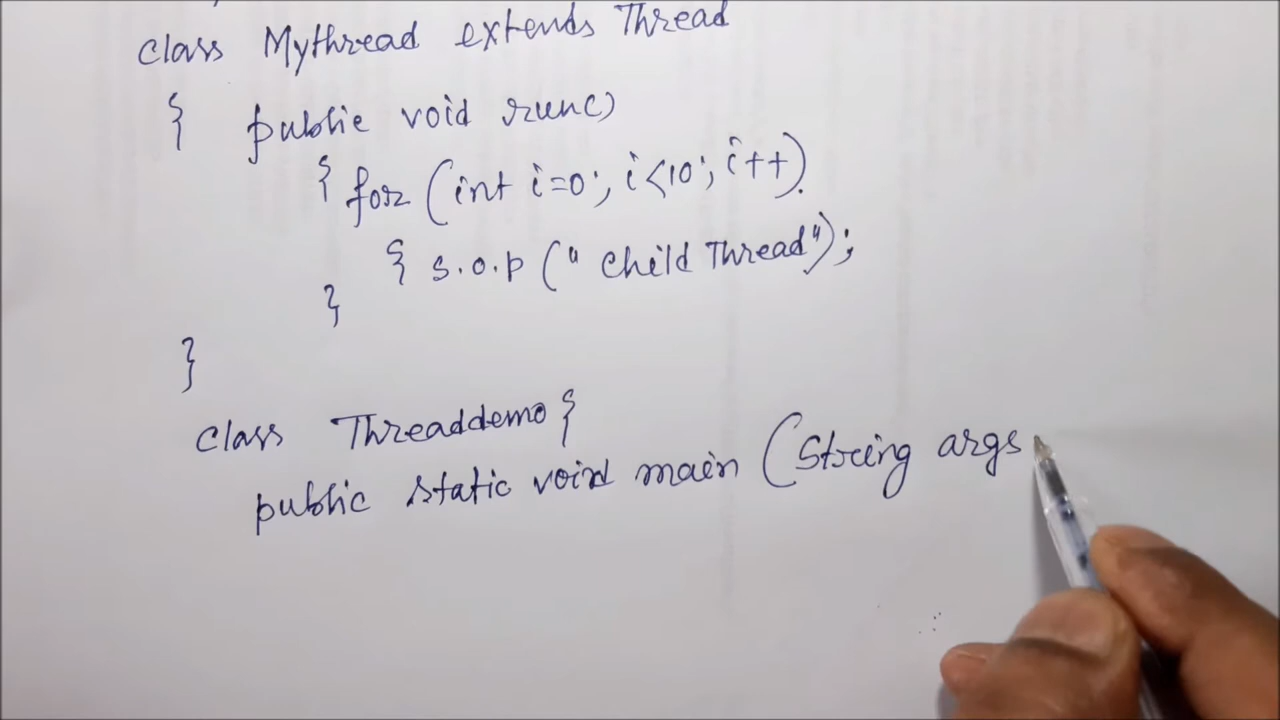 class Mythread extends Thread
{ public void run()
{ for (int i=0; i<10; i++)
{ s.o.p (" Child Thread");
}
}
class Threaddemo {
public static void main (String args